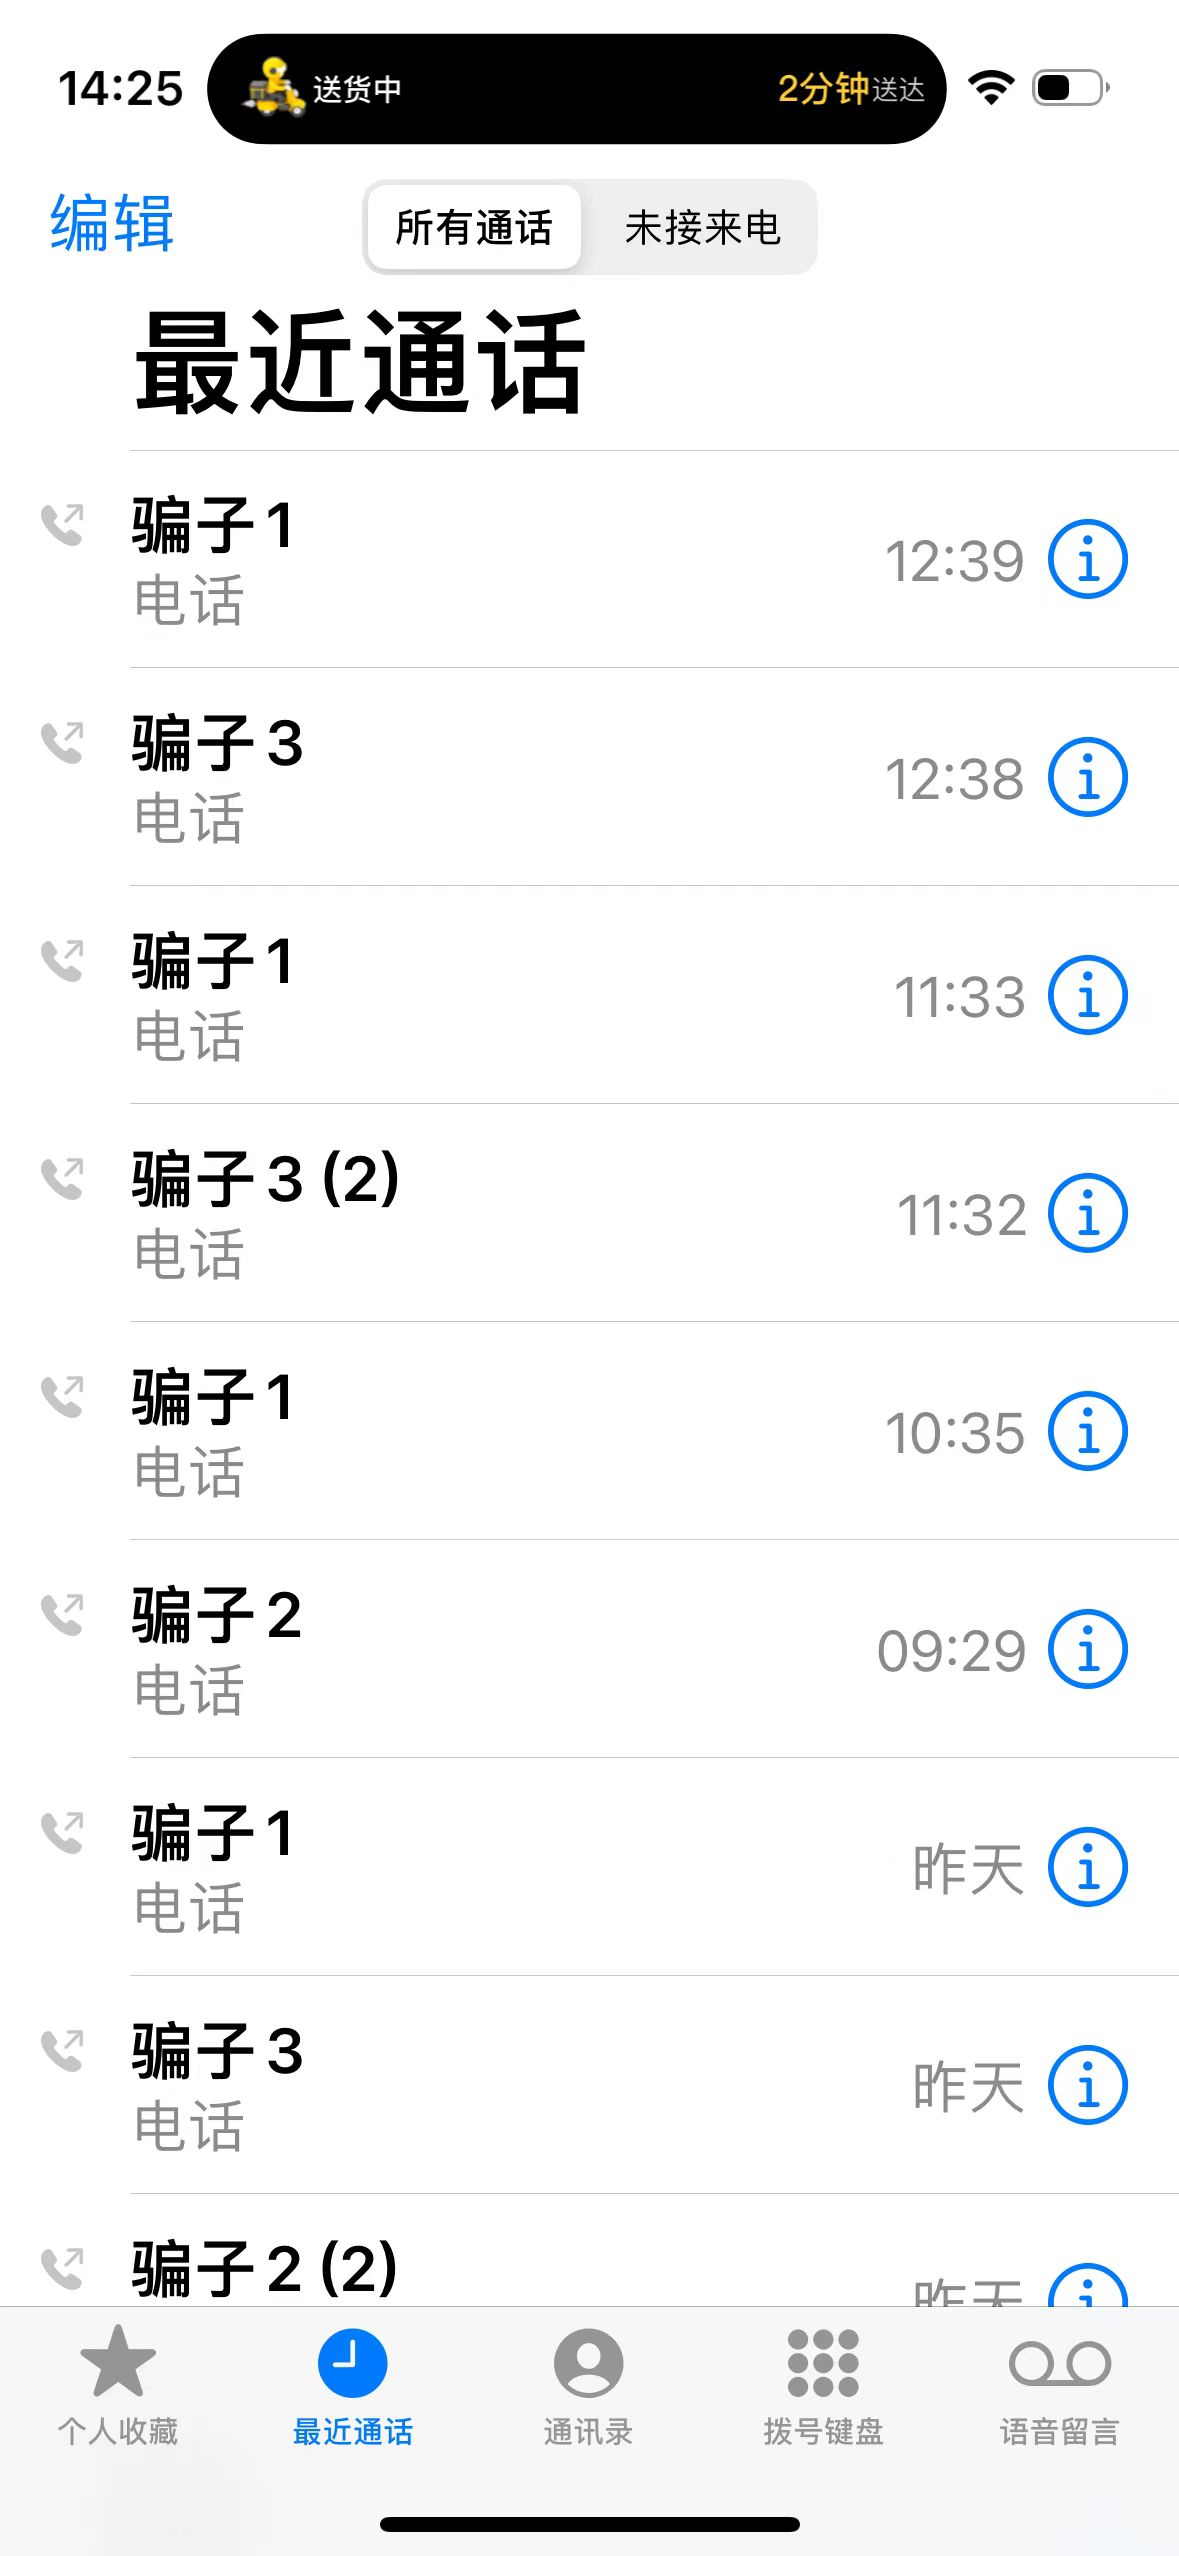 14:25 送货中 2分钟送达
编辑 所有通话 未接来电
最近通话
骗子1
电话
12:39
骗子3
电话
12:38
骗子1
电话
11:33
骗子3 (2)
电话
11:32
骗子1
电话
10:35
骗子2
电话
09:29
骗子1
电话
昨天
骗子3
电话
昨天
骗子2 (2)
昨天
个人收藏 最近通话 通讯录 拨号键盘 语音留言